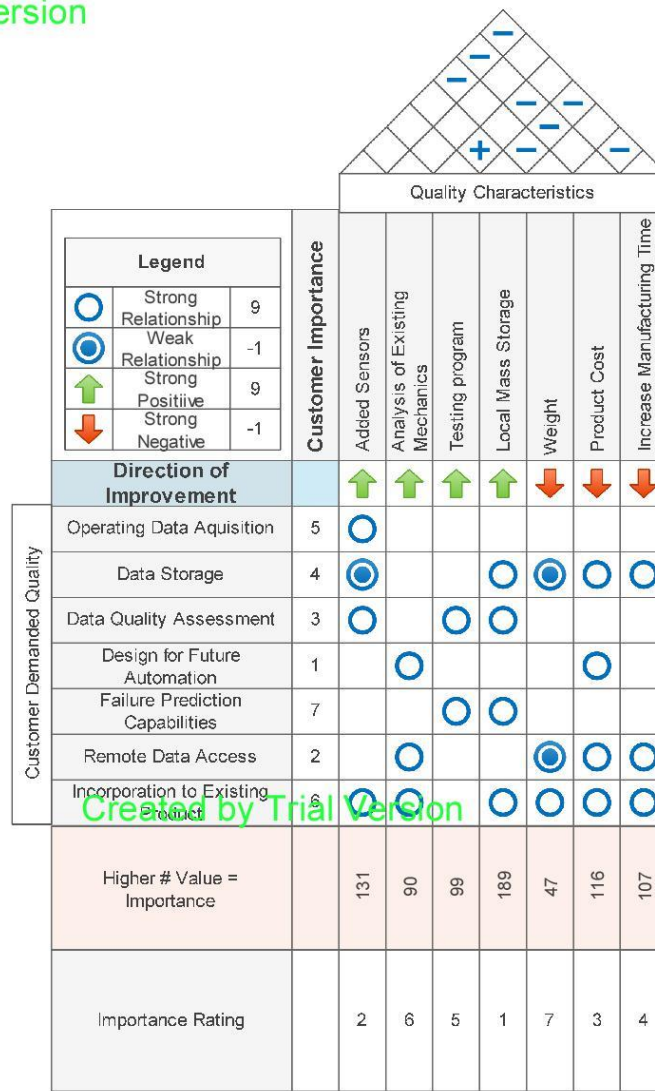 ersion
Quality Characteristics
Legend
Strong Relationship 9
Weak Relationship -1
Strong Positiive 9
Strong Negative -1
Customer Importance
Added Sensors
Analysis of Existing
Mechanics
Testing program
Local Mass Storage
Weight
Product Cost
Increase Manufacturing Time
Direction of
Improvement
Customer Demanded Quality
Operating Data Aquisition 5
Data Storage 4
Data Quality Assessment 3
Design for Future
Automation 1
Failure Prediction
Capabilities 7
Remote Data Access 2
Incorporation to Existing
Product 6
Created by Trial Version
Higher # Value =
Importance 131 90 99 189 47 116 107
Importance Rating 2 6 5 1 7 3 4